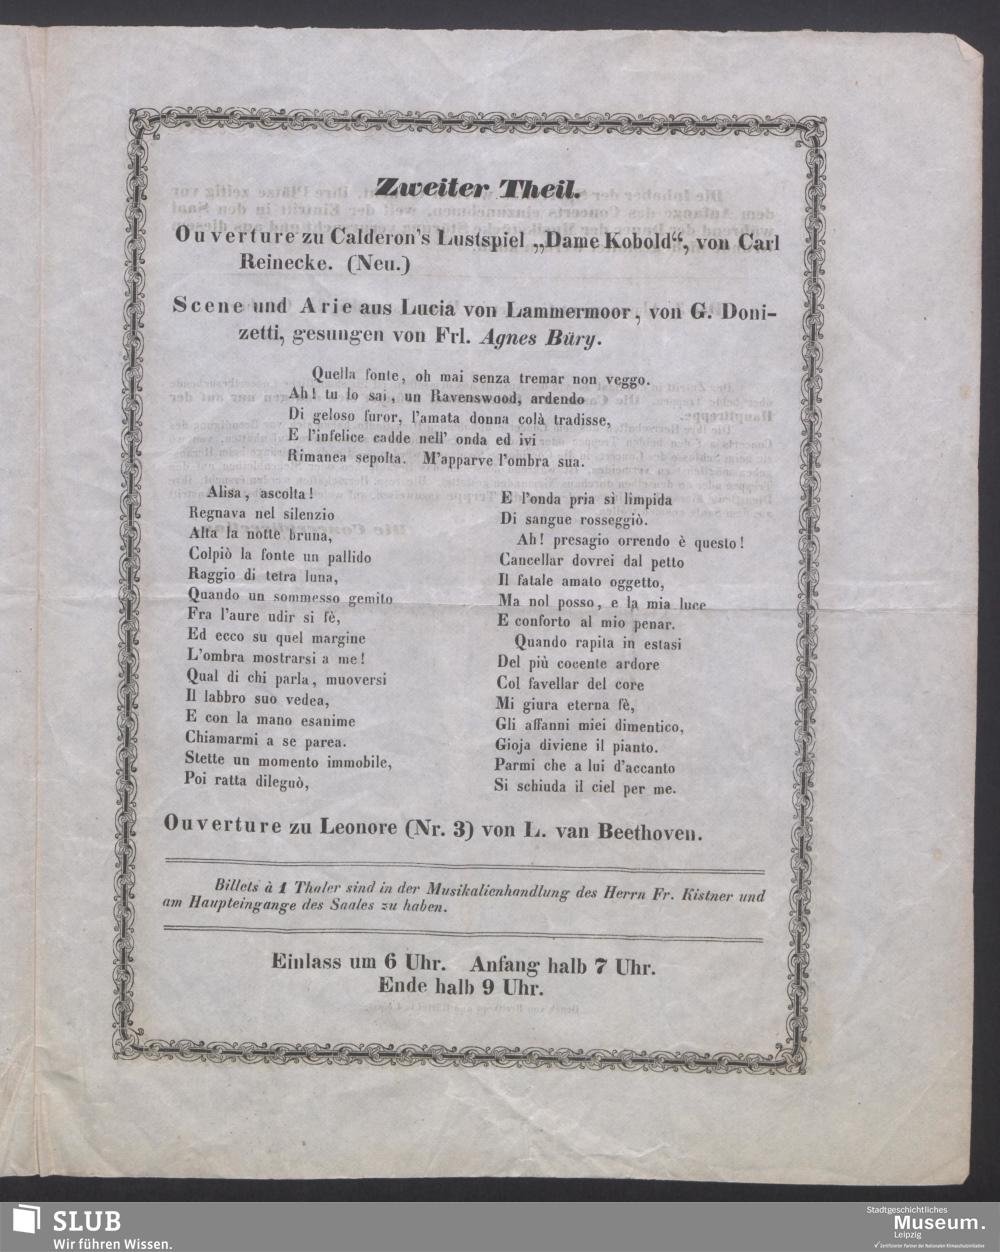 Zweiter Theil.
Ouverture zu Calderon's Lustspiel „Dame Kobold“, von Carl
Reinecke. (Neu.)
Scene und Arie aus Lucia von Lammermoor, von G. Doni-
zetti, gesungen von Frl. Agnes Büry.
Quella fonte, oh mai senza tremar non veggo.
Ah! tu lo sai, un Ravenswood, ardendo
Di geloso furor, l'amata donna colà tradisse,
E l'infelice cadde nell' onda ed ivi
Rimanea sepolta. M'apparve l'ombra sua.
Alisa, ascolta!
Regnava nel silenzio
Alta la notte bruna,
Colpiò la fonte un pallido
Raggio di tetra luna,
Quando un sommesso gemito
Fra l'aure udir si fè,
Ed ecco su quel margine
L'ombra mostrarsi a me!
Qual di chi parla, muoversi
Il labbro suo vedea,
E con la mano esanime
Chiamarmi a se parea.
Stette un momento immobile,
Poi ratta dileguò,
E l'onda pria sì limpida
Di sangue rosseggiò.
Ah! presagio orrendo è questo!
Cancellar dovrei dal petto
Il fatale amato oggetto,
Ma nol posso, e la mia luce
E conforto al mio penar.
Quando rapita in estasi
Del più cocente ardore
Col favellar del core
Mi giura eterna fè,
Gli affanni miei dimentico,
Gioja diviene il pianto.
Parmi che a lui d'accanto
Si schiuda il ciel per me.
Ouverture zu Leonore (Nr. 3) von L. van Beethoven.
Billets à 1 Thaler sind in der Musikalienhandlung des Herrn Fr. Kistner und
am Haupteingange des Saales zu haben.
Einlass um 6 Uhr. Anfang halb 7 Uhr.
Ende halb 9 Uhr.
SLUB
Wir führen Wissen.
Stadtgeschichtliches
Museum.
Leipzig
Zertifizierter Partner der Nationalen Klimaschutzinitiative